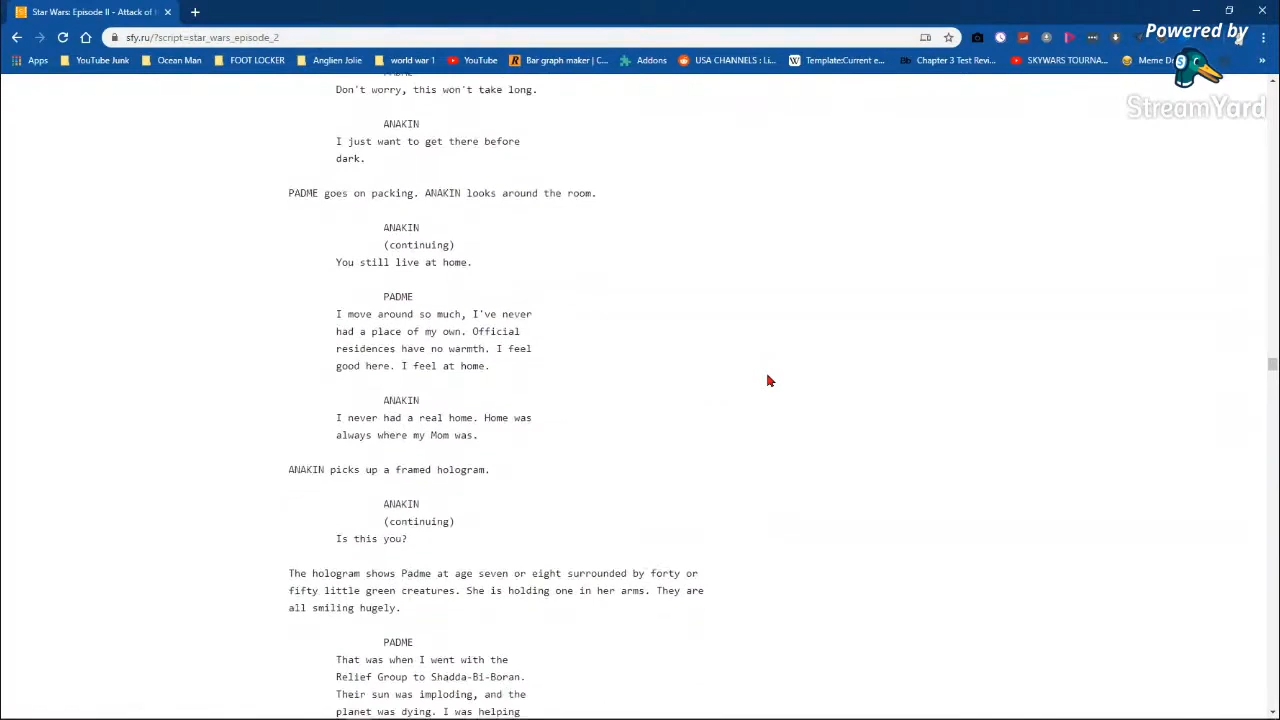 Star Wars: Episode II - Attack of
Powered by
sfy.ru/?script=star_wars_episode_2
Apps
YouTube Junk
Ocean Man
FOOT LOCKER
Anglien Jolie
world war 1
YouTube
Bar graph maker | C...
Addons
USA CHANNELS : Li...
Template:Current e...
Chapter 3 Test Revi...
SKYWARS TOURNA...
StreamYard
Don't worry, this won't take long.
ANAKIN
I just want to get there before
dark.
PADME goes on packing. ANAKIN looks around the room.
ANAKIN
(continuing)
You still live at home.
PADME
I move around so much, I've never
had a place of my own. Official
residences have no warmth. I feel
good here. I feel at home.
ANAKIN
I never had a real home. Home was
always where my Mom was.
ANAKIN picks up a framed hologram.
ANAKIN
(continuing)
Is this you?
The hologram shows Padme at age seven or eight surrounded by forty or
fifty little green creatures. She is holding one in her arms. They are
all smiling hugely.
PADME
That was when I went with the
Relief Group to Shadda-Bi-Boran.
Their sun was imploding, and the
planet was dying. I was helping